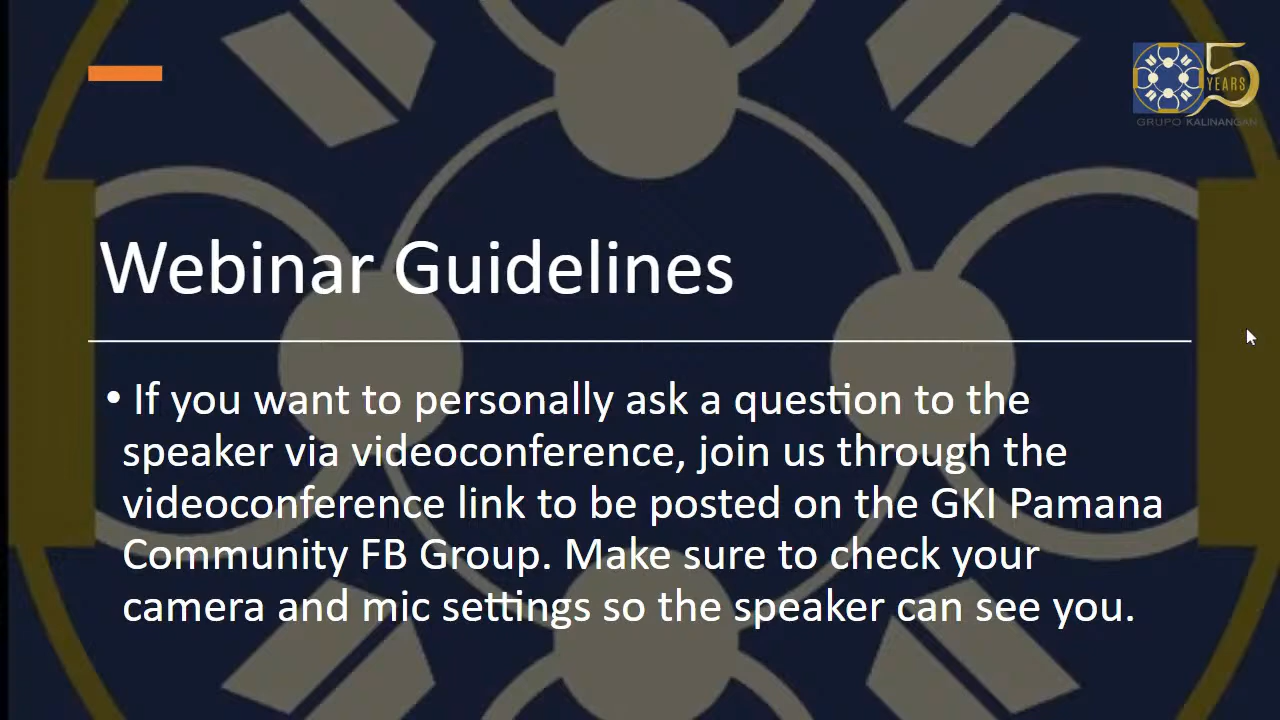 5
YEARS
GRUPO KALINANGAN
Webinar Guidelines
• If you want to personally ask a question to the
speaker via videoconference, join us through the
videoconference link to be posted on the GKI Pamana
Community FB Group. Make sure to check your
camera and mic settings so the speaker can see you.